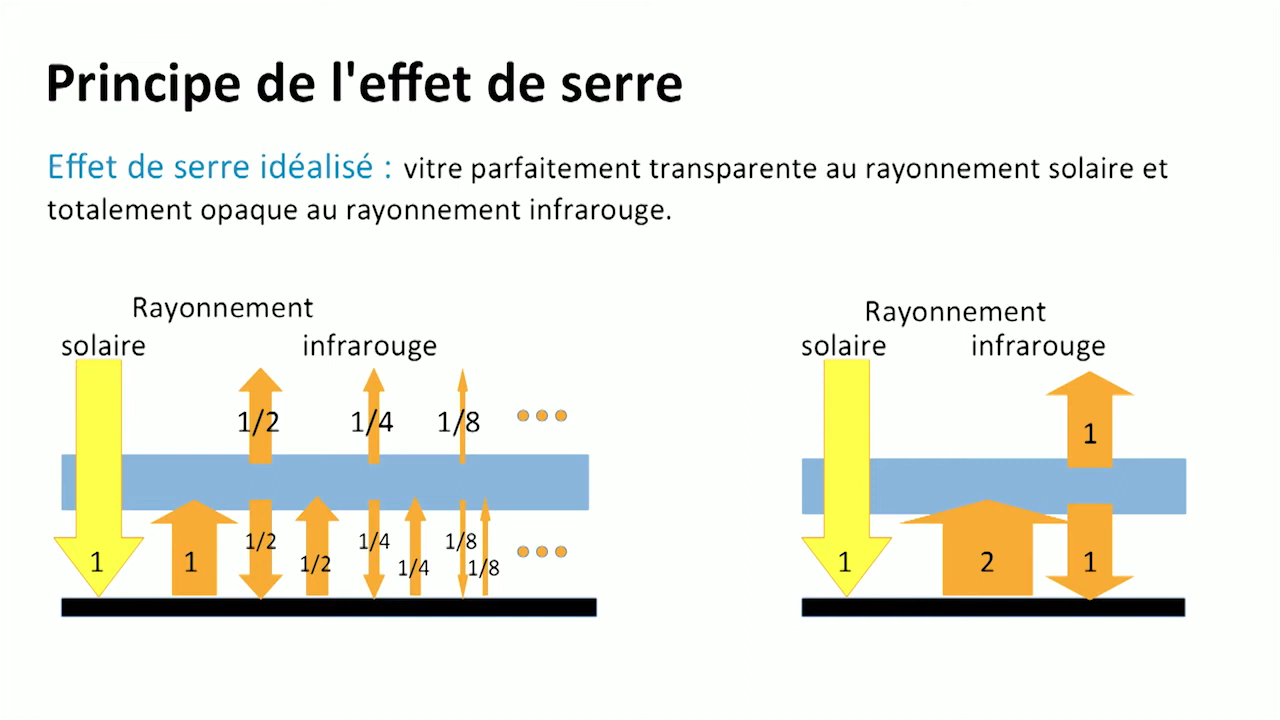 Principe de l'effet de serre
Effet de serre idéalisé : vitre parfaitement transparente au rayonnement solaire et
totalement opaque au rayonnement infrarouge.
Rayonnement
solaire infrarouge
1/2 1/4 1/8
1 1 1/2 1/2 1/4 1/4 1/8 1/8
Rayonnement
solaire infrarouge
1
1 2 1